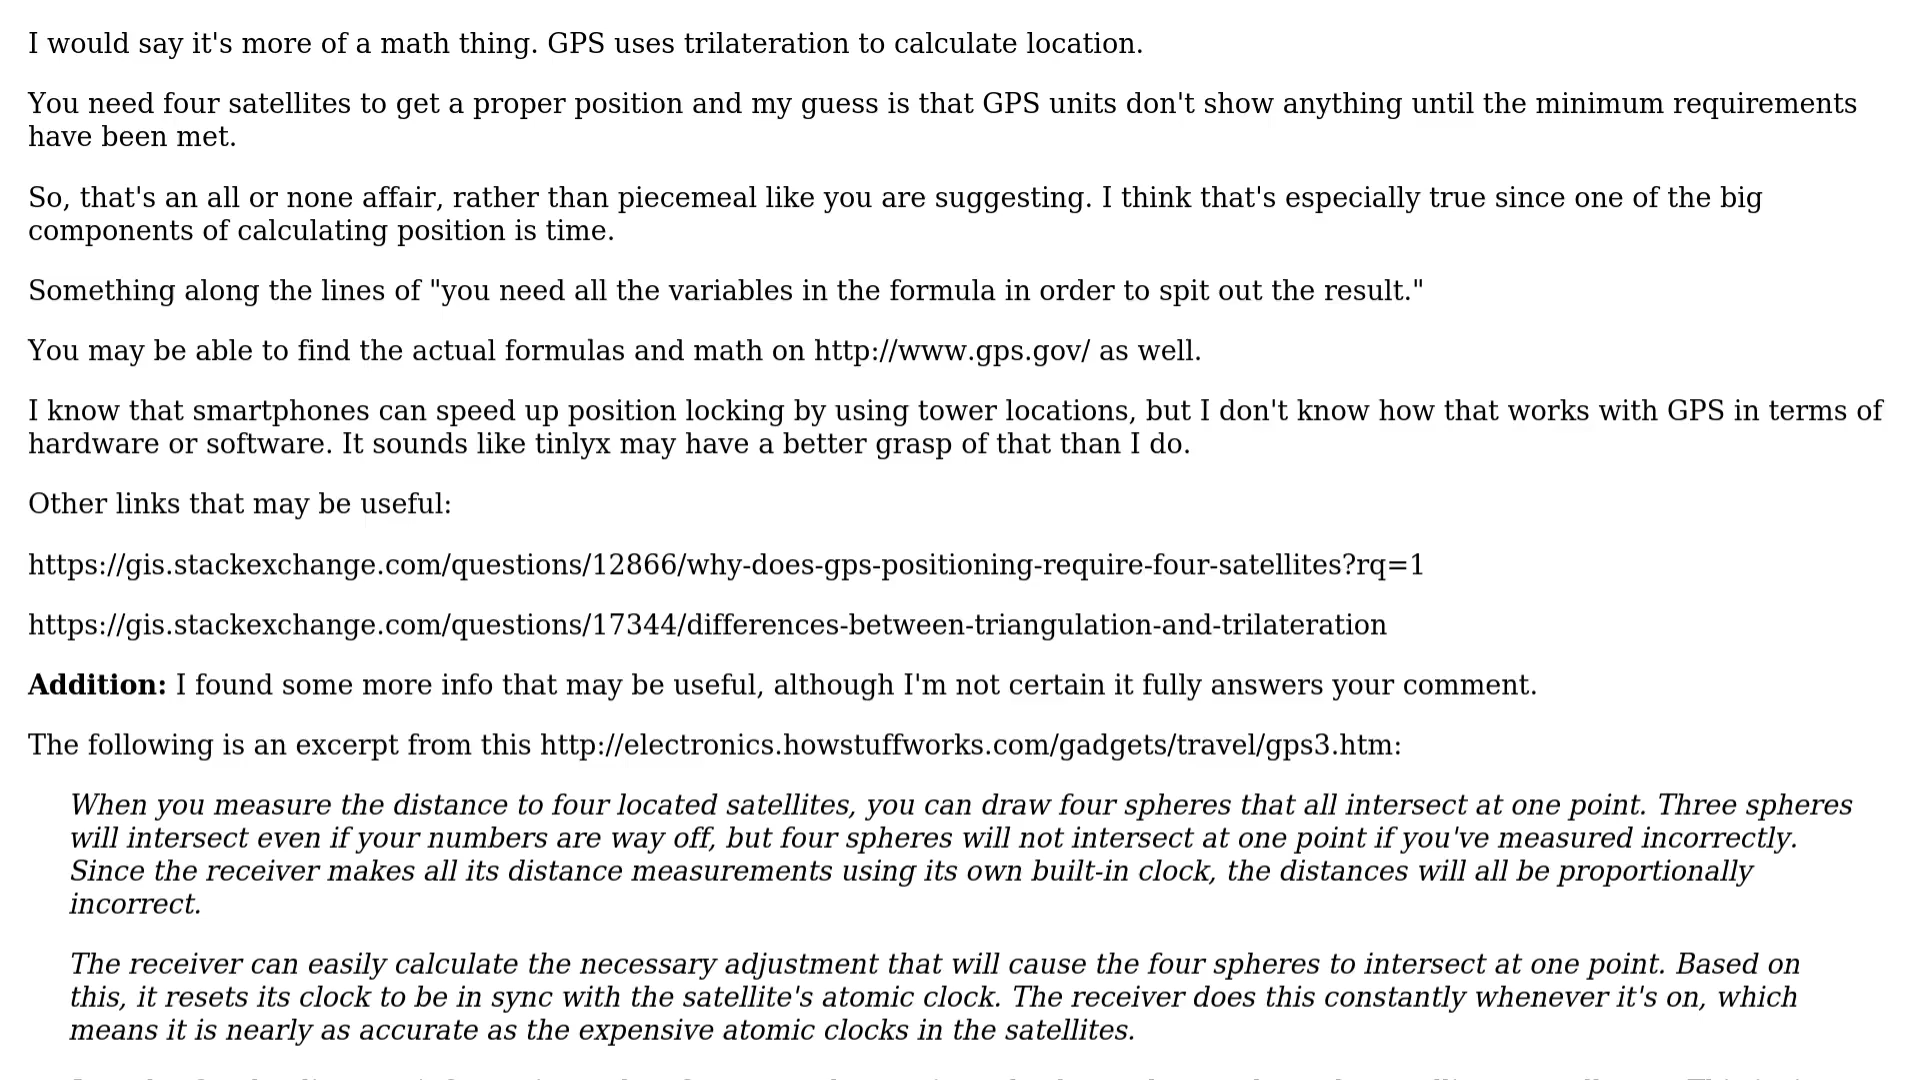 I would say it's more of a math thing. GPS uses trilateration to calculate location.
You need four satellites to get a proper position and my guess is that GPS units don't show anything until the minimum requirements
have been met.
So, that's an all or none affair, rather than piecemeal like you are suggesting. I think that's especially true since one of the big
components of calculating position is time.
Something along the lines of "you need all the variables in the formula in order to spit out the result."
You may be able to find the actual formulas and math on http://www.gps.gov/ as well.
I know that smartphones can speed up position locking by using tower locations, but I don't know how that works with GPS in terms of
hardware or software. It sounds like tinlyx may have a better grasp of that than I do.
Other links that may be useful:
https://gis.stackexchange.com/questions/12866/why-does-gps-positioning-require-four-satellites?rq=1
https://gis.stackexchange.com/questions/17344/differences-between-triangulation-and-trilateration
Addition: I found some more info that may be useful, although I'm not certain it fully answers your comment.
The following is an excerpt from this http://electronics.howstuffworks.com/gadgets/travel/gps3.htm:
When you measure the distance to four located satellites, you can draw four spheres that all intersect at one point. Three spheres
will intersect even if your numbers are way off, but four spheres will not intersect at one point if you've measured incorrectly.
Since the receiver makes all its distance measurements using its own built-in clock, the distances will all be proportionally
incorrect.
The receiver can easily calculate the necessary adjustment that will cause the four spheres to intersect at one point. Based on
this, it resets its clock to be in sync with the satellite's atomic clock. The receiver does this constantly whenever it's on, which
means it is nearly as accurate as the expensive atomic clocks in the satellites.